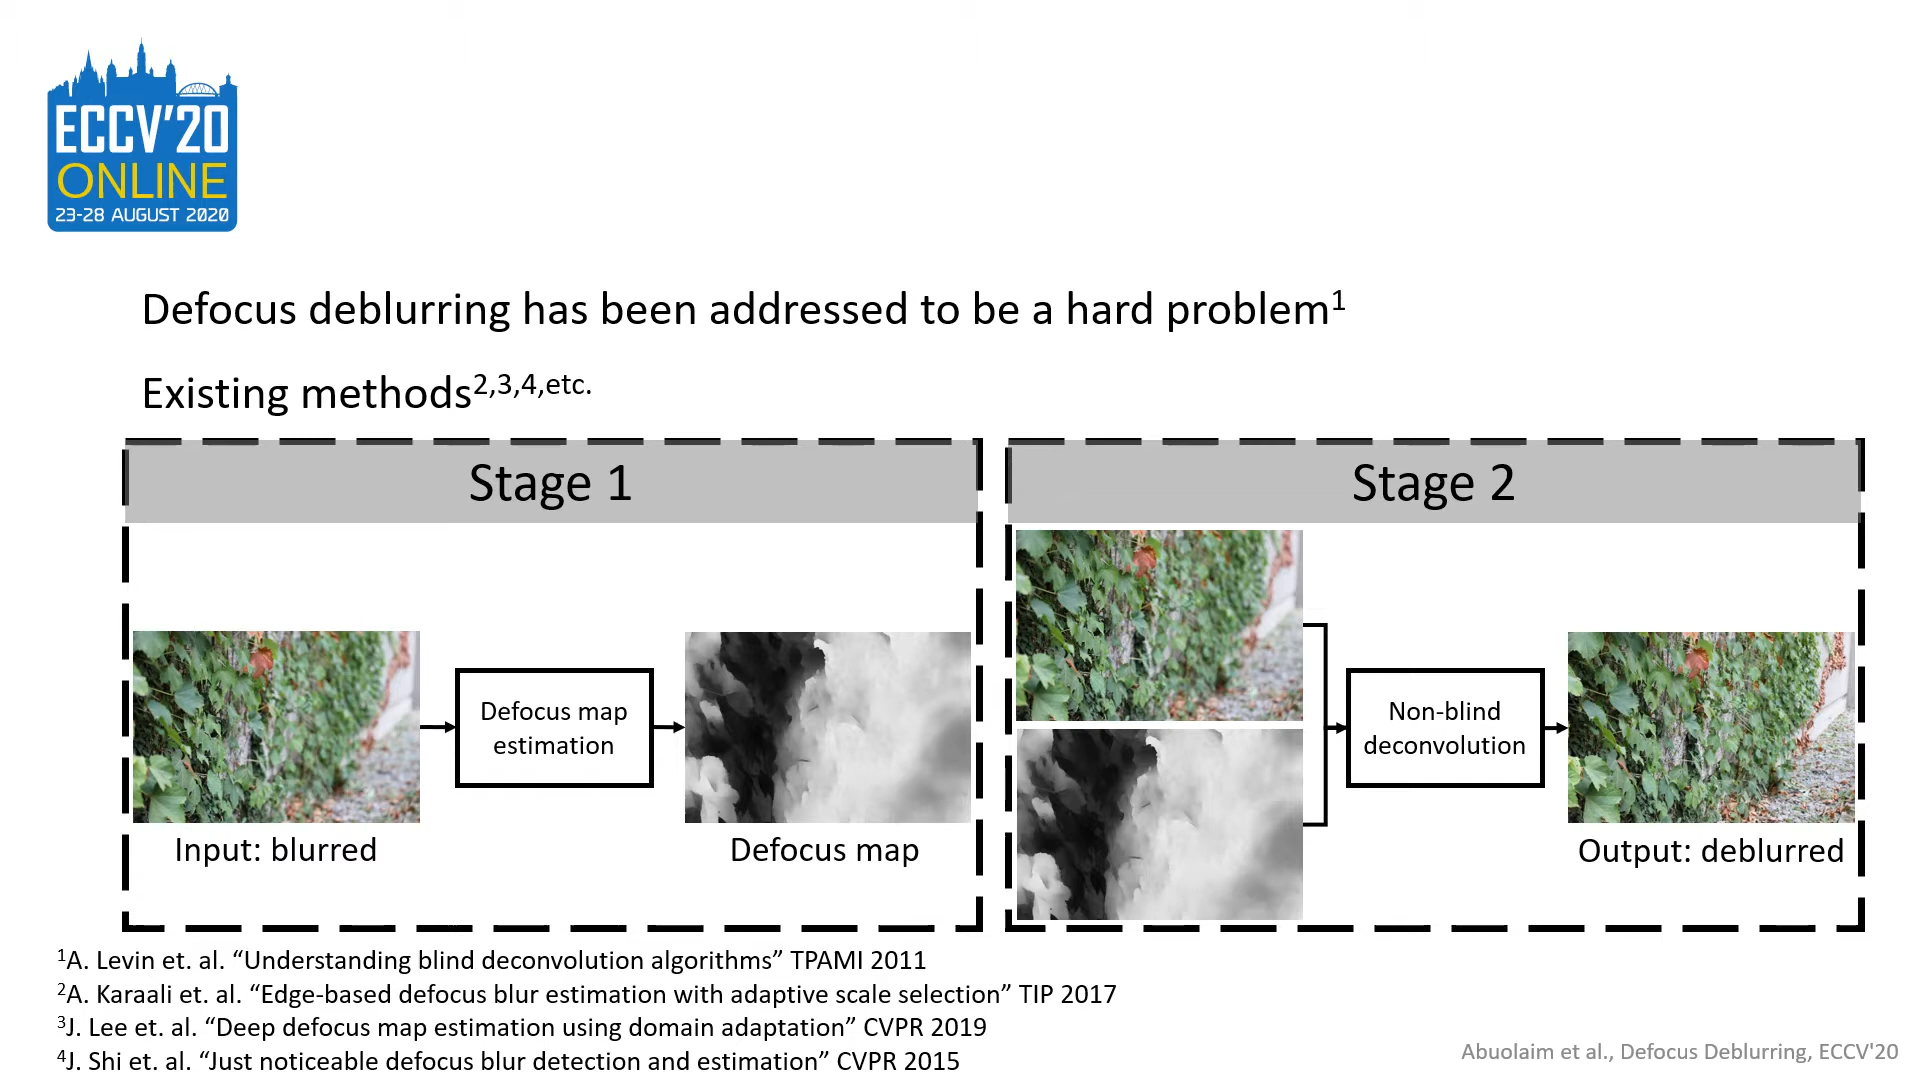 ECCV'20
ONLINE
23-28 AUGUST 2020
Defocus deblurring has been addressed to be a hard problem¹
Existing methods²,³,⁴,etc.
Stage 1
Defocus map
estimation
Input: blurred
Defocus map
Stage 2
Non-blind
deconvolution
Output: deblurred
¹A. Levin et. al. “Understanding blind deconvolution algorithms” TPAMI 2011
²A. Karaali et. al. “Edge-based defocus blur estimation with adaptive scale selection” TIP 2017
³J. Lee et. al. “Deep defocus map estimation using domain adaptation” CVPR 2019
⁴J. Shi et. al. “Just noticeable defocus blur detection and estimation” CVPR 2015
Abuolaim et al., Defocus Deblurring, ECCV'20